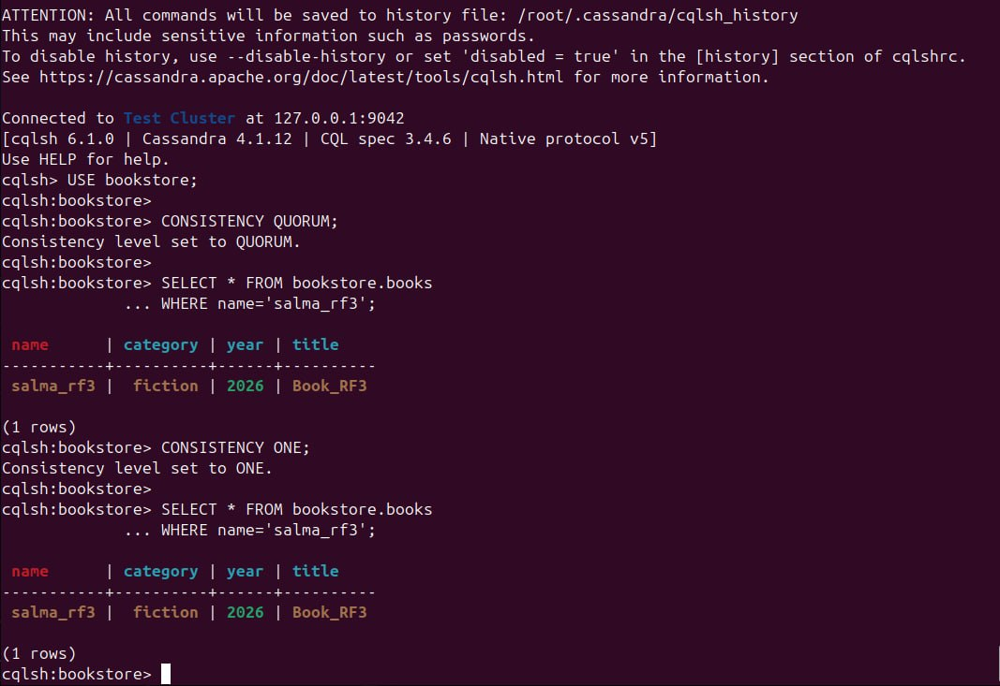 ATTENTION: All commands will be saved to history file: /root/.cassandra/cqlsh_history
This may include sensitive information such as passwords.
To disable history, use --disable-history or set 'disabled = true' in the [history] section of cqlshrc.
See https://cassandra.apache.org/doc/latest/tools/cqlsh.html for more information.

Connected to Test Cluster at 127.0.0.1:9042
[cqlsh 6.1.0 | Cassandra 4.1.12 | CQL spec 3.4.6 | Native protocol v5]
Use HELP for help.
cqlsh> USE bookstore;
cqlsh:bookstore>
cqlsh:bookstore> CONSISTENCY QUORUM;
Consistency level set to QUORUM.
cqlsh:bookstore>
cqlsh:bookstore> SELECT * FROM bookstore.books
             ... WHERE name='salma_rf3';

 name      | category | year | title
-----------+----------+------+----------
 salma_rf3 |  fiction | 2026 | Book_RF3

(1 rows)
cqlsh:bookstore> CONSISTENCY ONE;
Consistency level set to ONE.
cqlsh:bookstore>
cqlsh:bookstore> SELECT * FROM bookstore.books
             ... WHERE name='salma_rf3';

 name      | category | year | title
-----------+----------+------+----------
 salma_rf3 |  fiction | 2026 | Book_RF3

(1 rows)
cqlsh:bookstore>